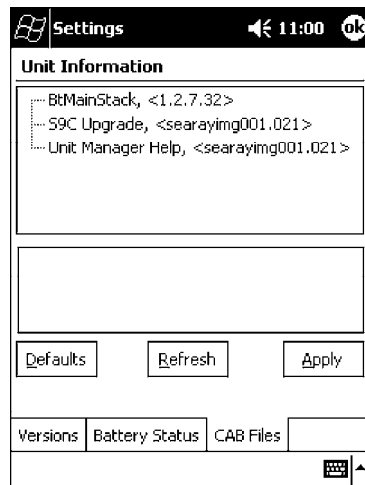 Settings 11:00 ok
Unit Information
BtMainStack, <1.2.7.32>
S9C Upgrade, <searayimg001.021>
Unit Manager Help, <searayimg001.021>
Defaults Refresh Apply
Versions Battery Status CAB Files